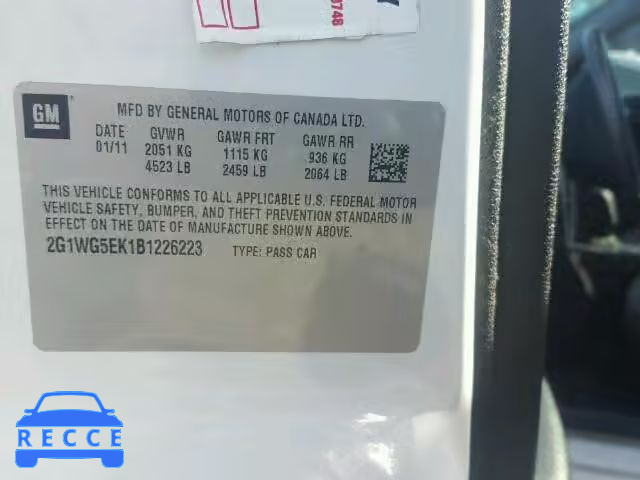 8748
GM
MFD BY GENERAL MOTORS OF CANADA LTD.
DATE GVWR GAWR FRT GAWR RR
01/11 2051 KG 1115 KG 936 KG
4523 LB 2459 LB 2064 LB
THIS VEHICLE CONFORMS TO ALL APPLICABLE U.S. FEDERAL MOTOR
VEHICLE SAFETY, BUMPER, AND THEFT PREVENTION STANDARDS
IN EFFECT ON THE DATE OF MANUFACTURE SHOWN ABOVE.
2G1WG5EK1B1226223 TYPE: PASS CAR
RECCE